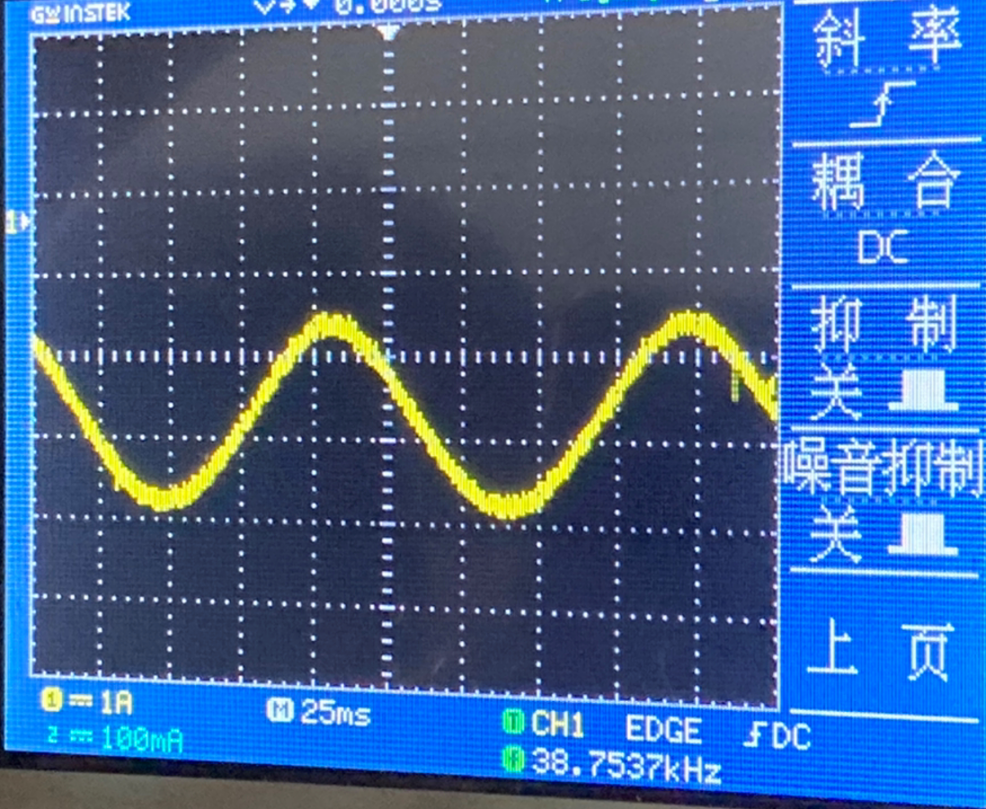 GW INSTEK
0.000s
斜 率
耦 合
DC
1
抑 制
关
噪音抑制
关
上 页
1 1A
M 25ms
T CH1 EDGE DC
2 100mA
F 38.7537kHz